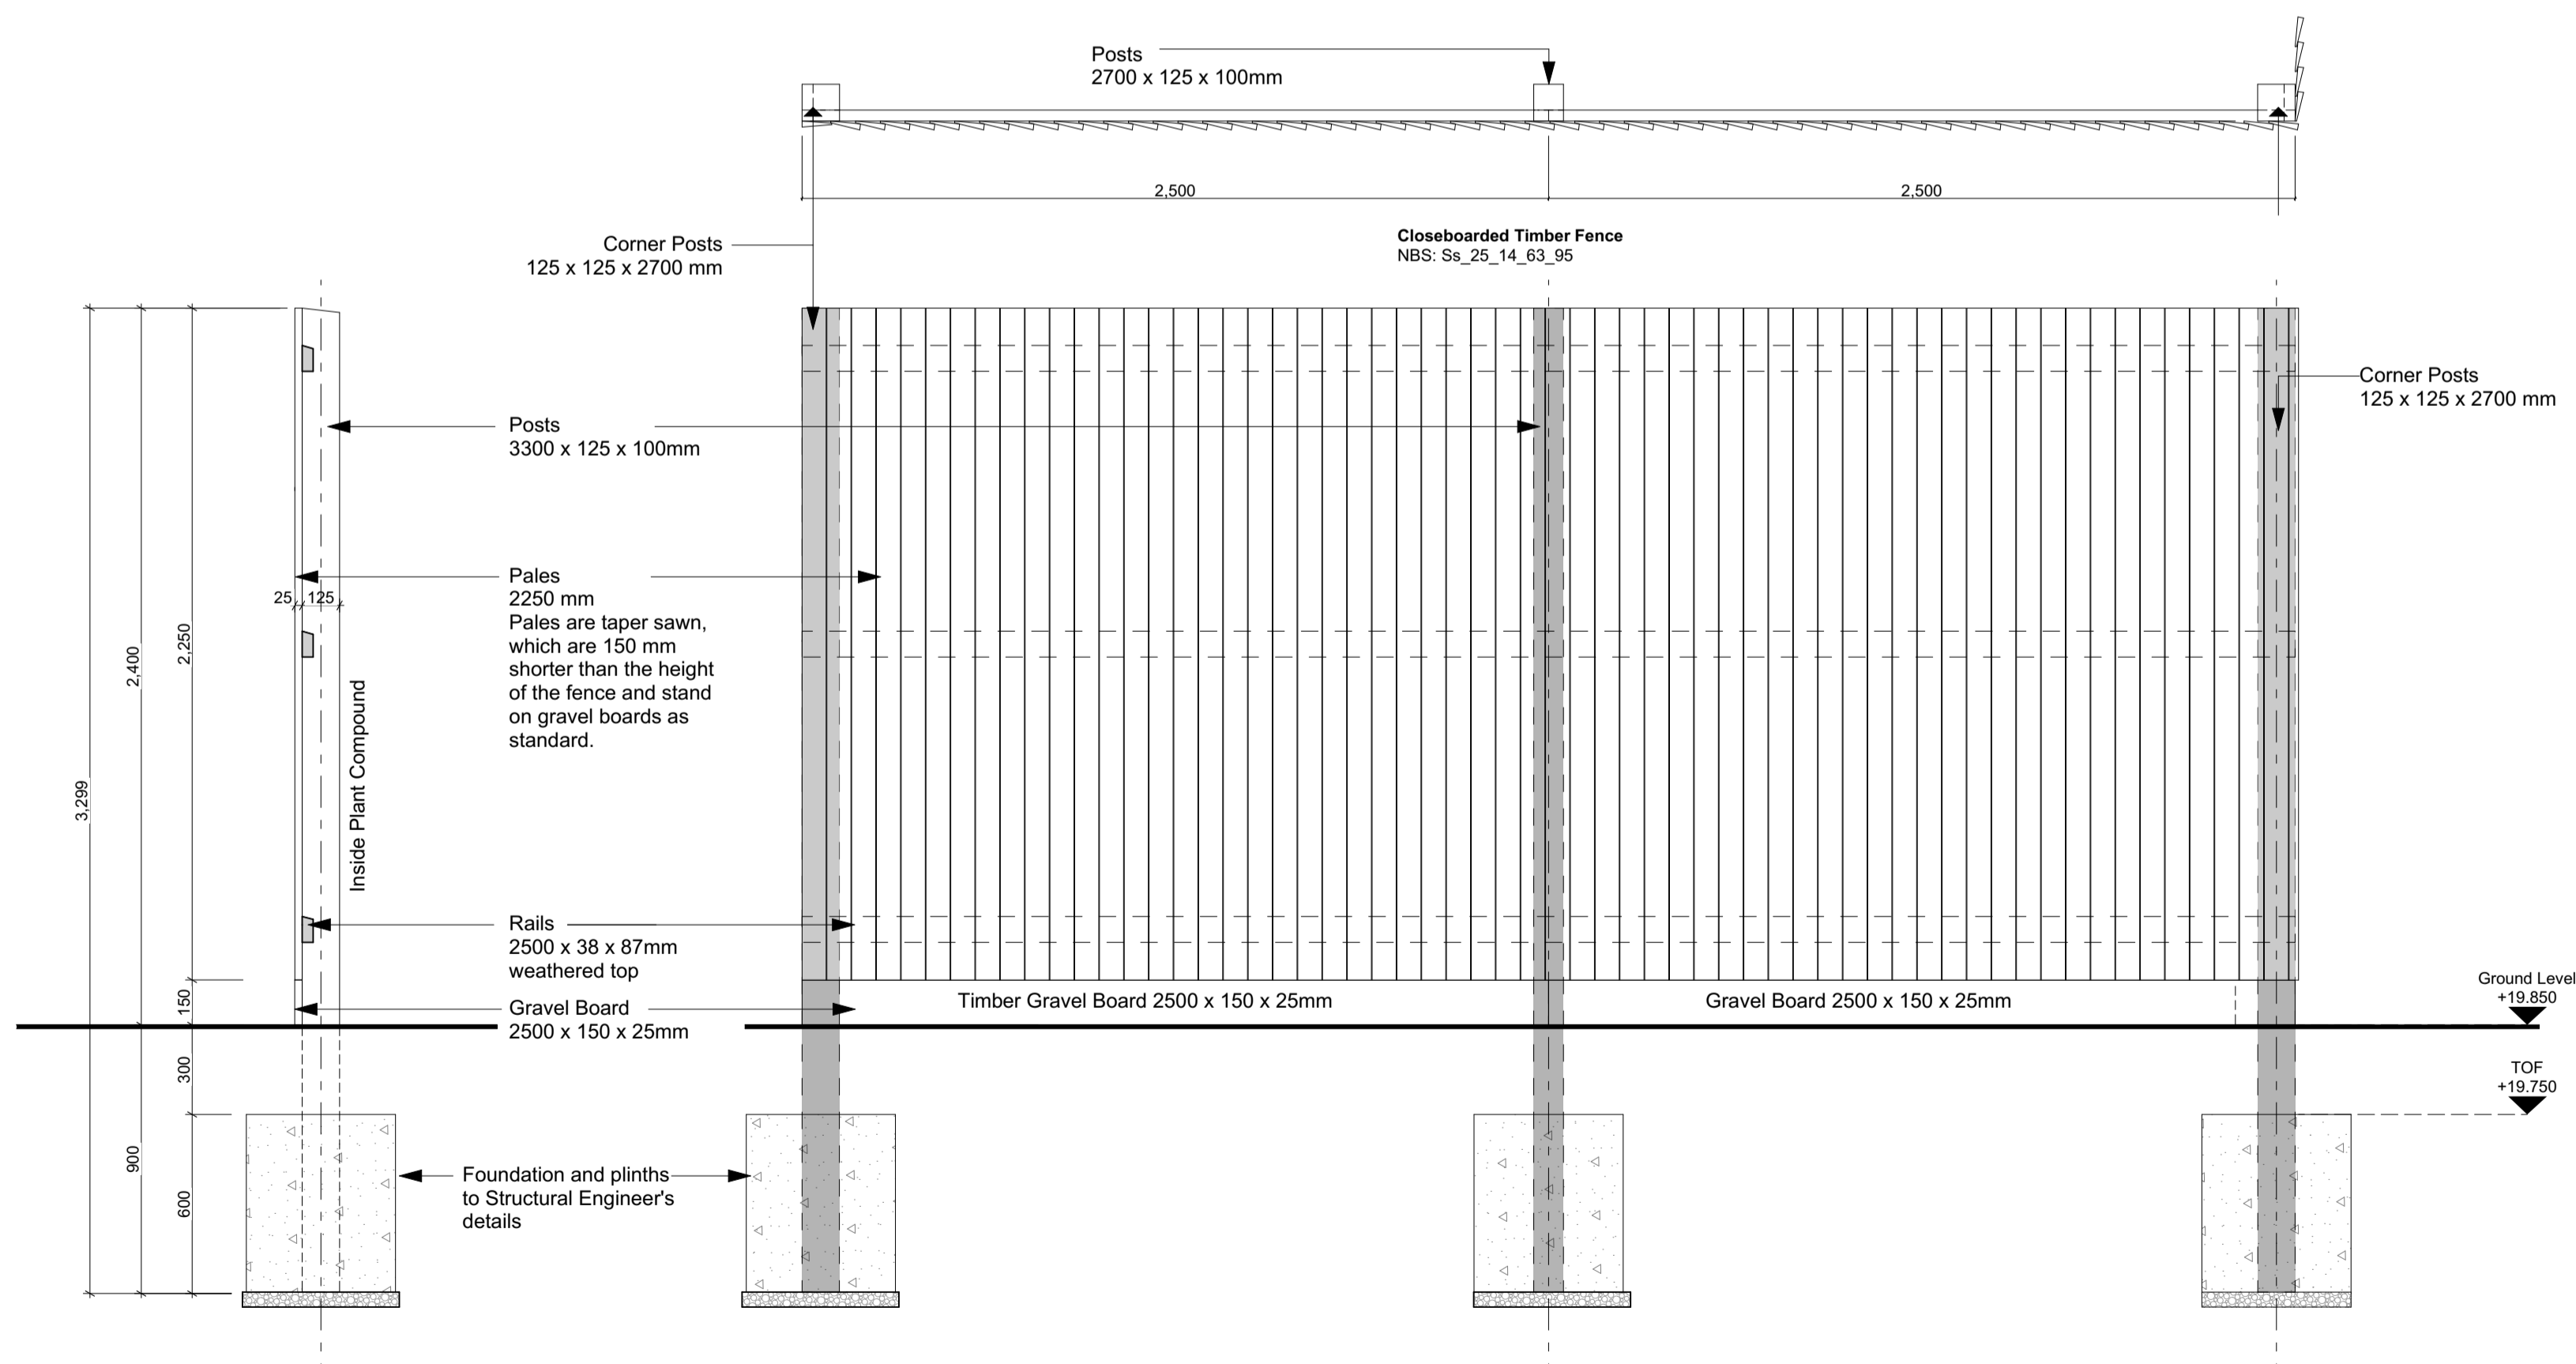 Posts
2700 x 125 x 100mm
2,500
2,500
Corner Posts
125 x 125 x 2700 mm
Closeboarded Timber Fence
NBS: Ss_25_14_63_95
Corner Posts
125 x 125 x 2700 mm
Posts
3300 x 125 x 100mm
Pales
2250 mm
Pales are taper sawn,
which are 150 mm
shorter than the height
of the fence and stand
on gravel boards as
standard.
25
125
2,250
2,400
3,299
Inside Plant Compound
Rails
2500 x 38 x 87mm
weathered top
Gravel Board
2500 x 150 x 25mm
Timber Gravel Board 2500 x 150 x 25mm
Gravel Board 2500 x 150 x 25mm
Ground Level
+19.850
150
300
TOF
+19.750
900
600
Foundation and plinths
to Structural Engineer's
details